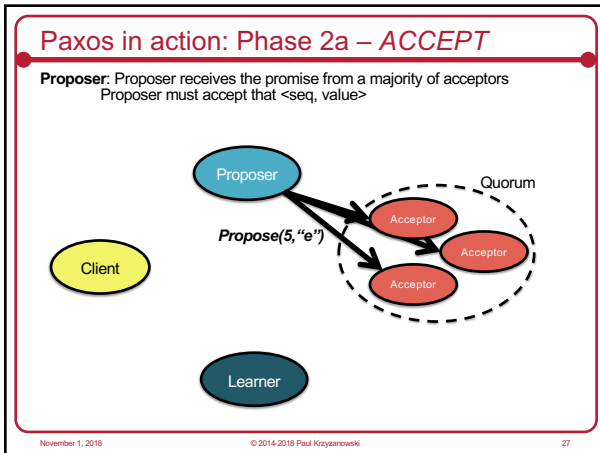 Paxos in action: Phase 2a – ACCEPT
Proposer: Proposer receives the promise from a majority of acceptors
Proposer must accept that <seq, value>
Proposer
Quorum
Acceptor
Propose(5,“e”)
Acceptor
Client
Acceptor
Learner
November 1, 2018
© 2014-2018 Paul Krzyzanowski
27